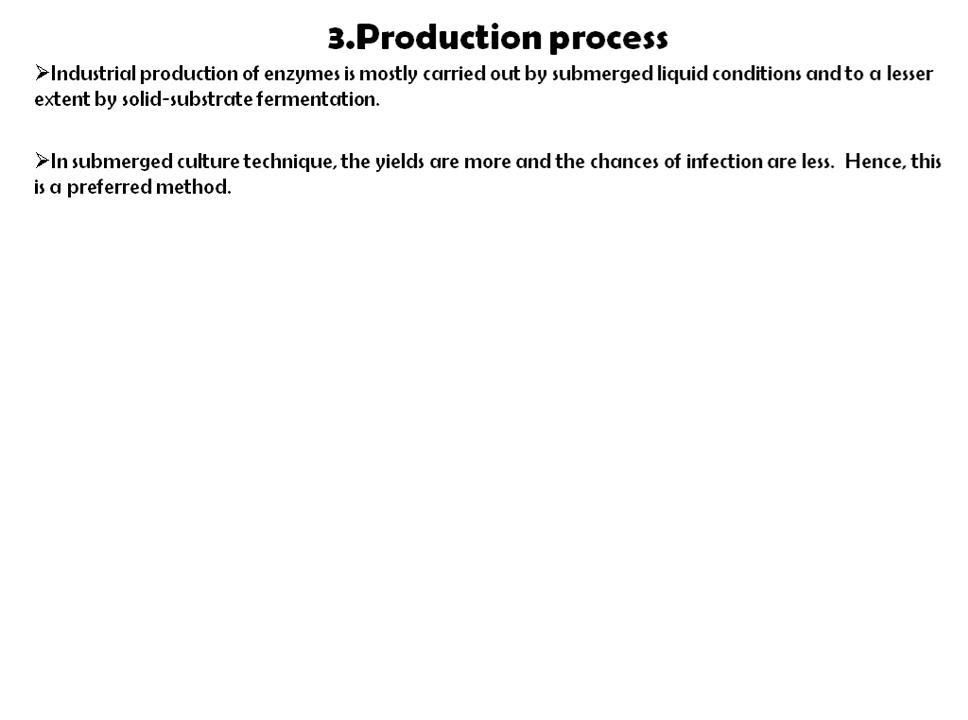 3.Production process
➢Industrial production of enzymes is mostly carried out by submerged liquid conditions and to a lesser
extent by solid-substrate fermentation.
➢In submerged culture technique, the yields are more and the chances of infection are less.  Hence, this
is a preferred method.